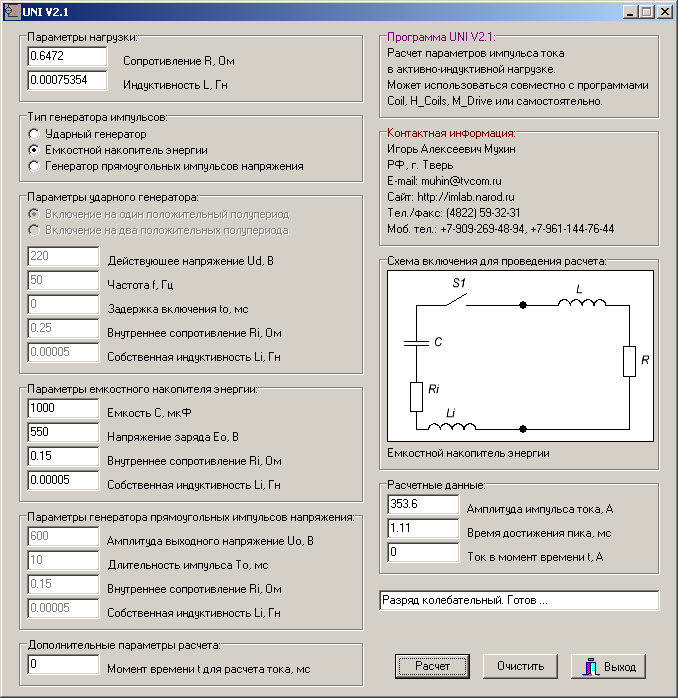 UNI V2.1
Параметры нагрузки:
0.6472
Сопротивление R, Ом
0.00075354
Индуктивность L, Гн
Тип генератора импульсов:
Ударный генератор
Емкостной накопитель энергии
Генератор прямоугольных импульсов напряжения
Параметры ударного генератора:
Включение на один положительный полупериод
Включение на два положительных полупериода
220
Действующее напряжение Ud, В
50
Частота f, Гц
0
Задержка включения to, мс
0.25
Внутреннее сопротивление Ri, Ом
0.00005
Собственная индуктивность Li, Гн
Параметры емкостного накопителя энергии:
1000
Емкость C, мкФ
550
Напряжение заряда Eo, В
0.15
Внутреннее сопротивление Ri, Ом
0.00005
Собственная индуктивность Li, Гн
Параметры генератора прямоугольных импульсов напряжения:
600
Амплитуда выходного напряжения Uo, В
10
Длительность импульса To, мс
0.15
Внутреннее сопротивление Ri, Ом
0.00005
Собственная индуктивность Li, Гн
Дополнительные параметры расчета:
0
Момент времени t для расчета тока, мс
Программа UNI V2.1:
Расчет параметров импульса тока
в активно-индуктивной нагрузке.
Может использоваться совместно с программами
Coil, H_Coils, M_Drive или самостоятельно.
Контактная информация:
Игорь Алексеевич Мухин
РФ, г. Тверь
E-mail: muhin@tvcom.ru
Сайт: http://imlab.narod.ru
Тел./факс: (4822) 59-32-31
Моб. тел.: +7-909-269-48-94, +7-961-144-76-44
Схема включения для проведения расчета:
S1
L
C
R
Ri
Li
Емкостной накопитель энергии
Расчетные данные:
353.6
Амплитуда импульса тока, А
1.11
Время достижения пика, мс
0
Ток в момент времени t, А
Разряд колебательный. Готов ...
Расчет
Очистить
Выход